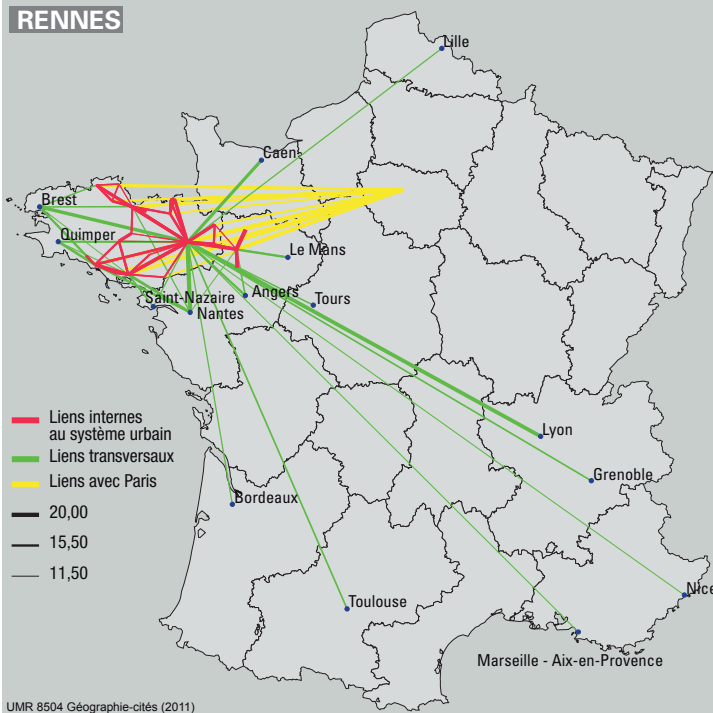 RENNES
Lille
Caen
Brest
Quimper
Le Mans
Saint-Nazaire
Angers
Tours
Nantes
Liens internes
au système urbain
Liens transversaux
Liens avec Paris
20,00
15,50
11,50
Lyon
Grenoble
Bordeaux
Toulouse
Nice
Marseille - Aix-en-Provence
UMR 8504 Géographie-cités (2011)